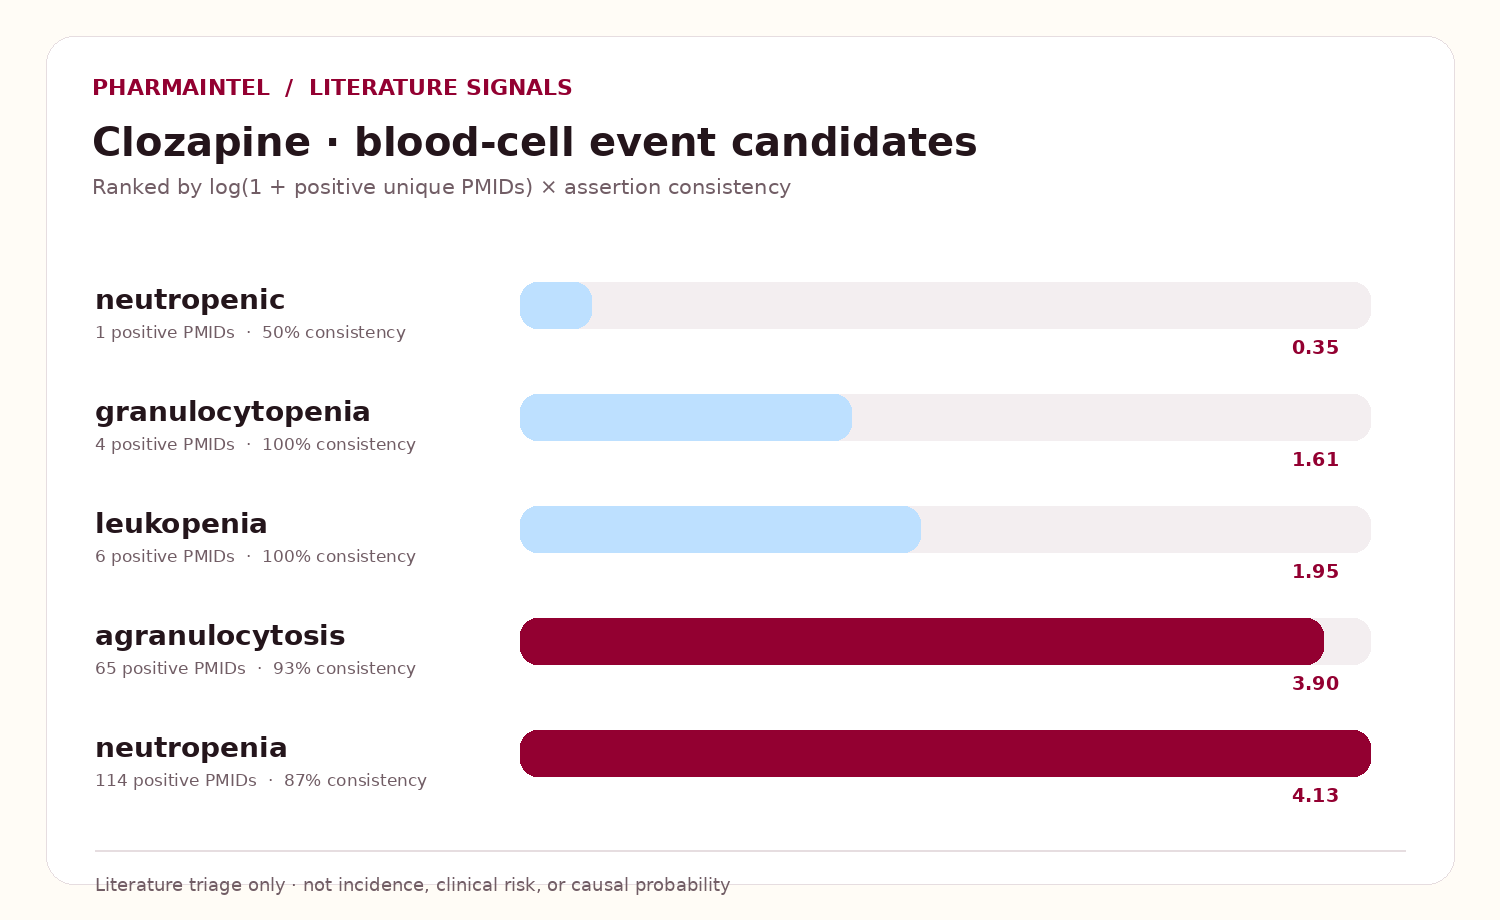 PHARMAINTEL / LITERATURE SIGNALS
Clozapine · blood-cell event candidates
Ranked by log(1 + positive unique PMIDs) × assertion consistency
neutropenic
1 positive PMIDs · 50% consistency
0.35
granulocytopenia
4 positive PMIDs · 100% consistency
1.61
leukopenia
6 positive PMIDs · 100% consistency
1.95
agranulocytosis
65 positive PMIDs · 93% consistency
3.90
neutropenia
114 positive PMIDs · 87% consistency
4.13
Literature triage only · not incidence, clinical risk, or causal probability